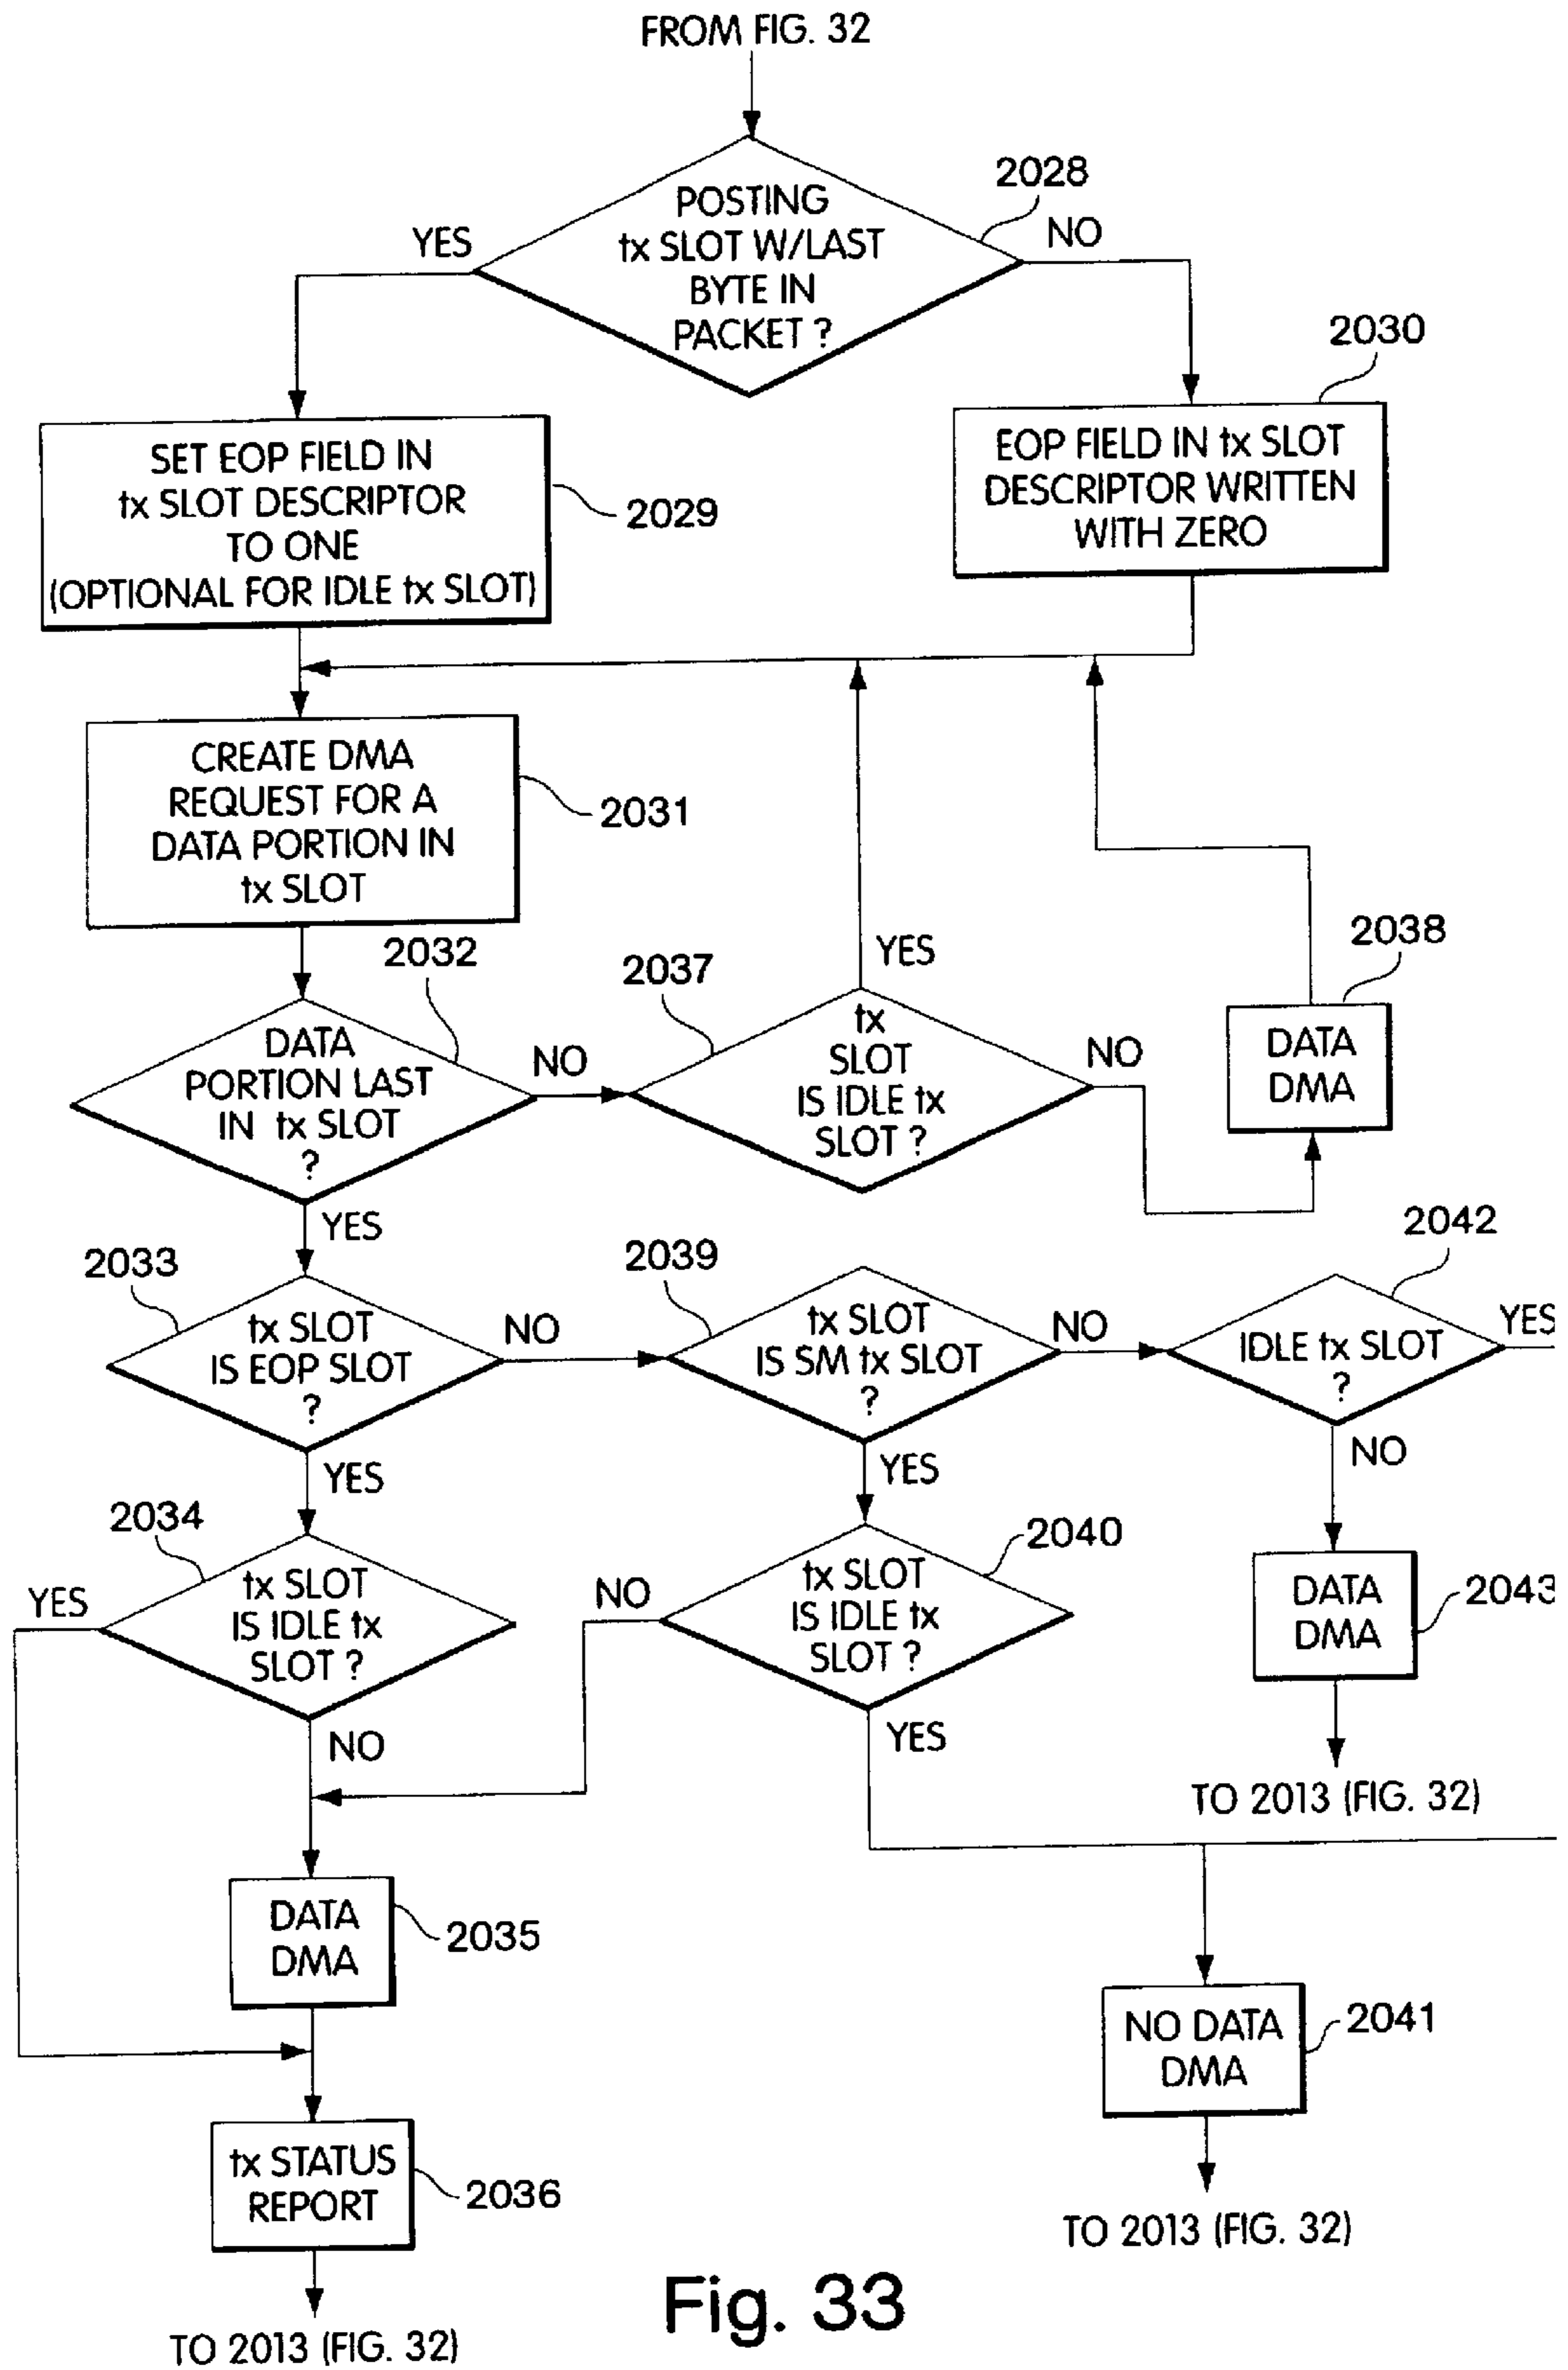 FROM FIG. 32
2028
POSTING
tx SLOT W/LAST
BYTE IN
PACKET ?
YES
NO
2030
SET EOP FIELD IN
tx SLOT DESCRIPTOR
TO ONE
(OPTIONAL FOR IDLE tx SLOT)
2029
EOP FIELD IN tx SLOT
DESCRIPTOR WRITTEN
WITH ZERO
CREATE DMA
REQUEST FOR A
DATA PORTION IN
tx SLOT
2031
2032
DATA
PORTION LAST
IN tx SLOT
?
NO
YES
2037
YES
tx
SLOT
IS IDLE tx
SLOT ?
NO
2038
DATA
DMA
2033
tx SLOT
IS EOP SLOT
?
NO
YES
2039
tx SLOT
IS SM tx SLOT
?
NO
YES
2042
IDLE tx SLOT
?
YES
NO
2034
YES
tx SLOT
IS IDLE tx
SLOT ?
NO
2040
NO
tx SLOT
IS IDLE tx
SLOT ?
YES
DATA
DMA
2043
TO 2013 (FIG. 32)
DATA
DMA
2035
NO DATA
DMA
2041
TO 2013 (FIG. 32)
tx STATUS
REPORT
2036
TO 2013 (FIG. 32)
Fig. 33